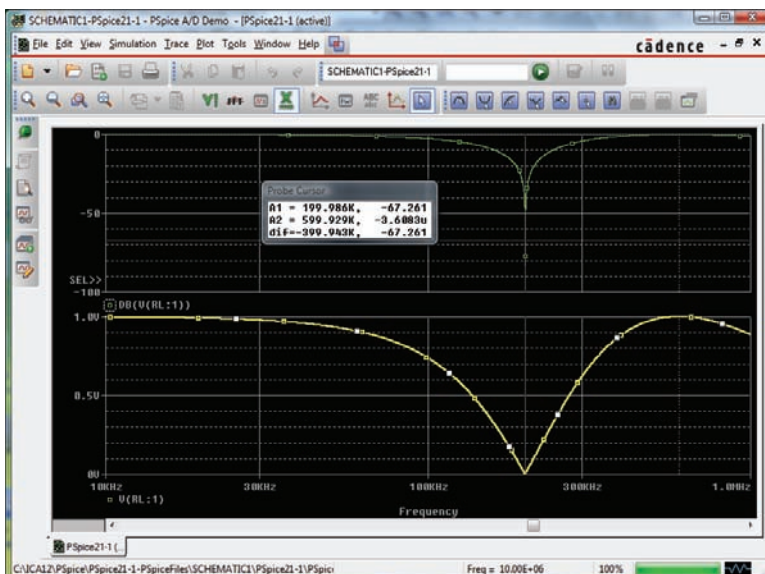 SCHEMATIC1-PSpice21-1 - PSpice A/D Demo - [PSpice21-1 (active)]
File Edit View Simulation Trace Plot Tools Window Help
cādence
SCHEMATIC1-PSpice21-1
ABC
0
-50
SEL>>
-100
Probe Cursor
A1 = 199.986K, -67.261
A2 = 599.929K, -3.6083u
dif=-399.943K, -67.261
DB(V(RL:1))
1.0V
0.5V
0V
10KHz 30KHz 100KHz 300KHz 1.0MHz
V(RL:1)
Frequency
PSpice21-1 (...
C:\ICA12\PSpice\PSpice21-1-PSpiceFiles\SCHEMATIC1\PSpice21-1\PSpic Freq = 10.00E+06 100%